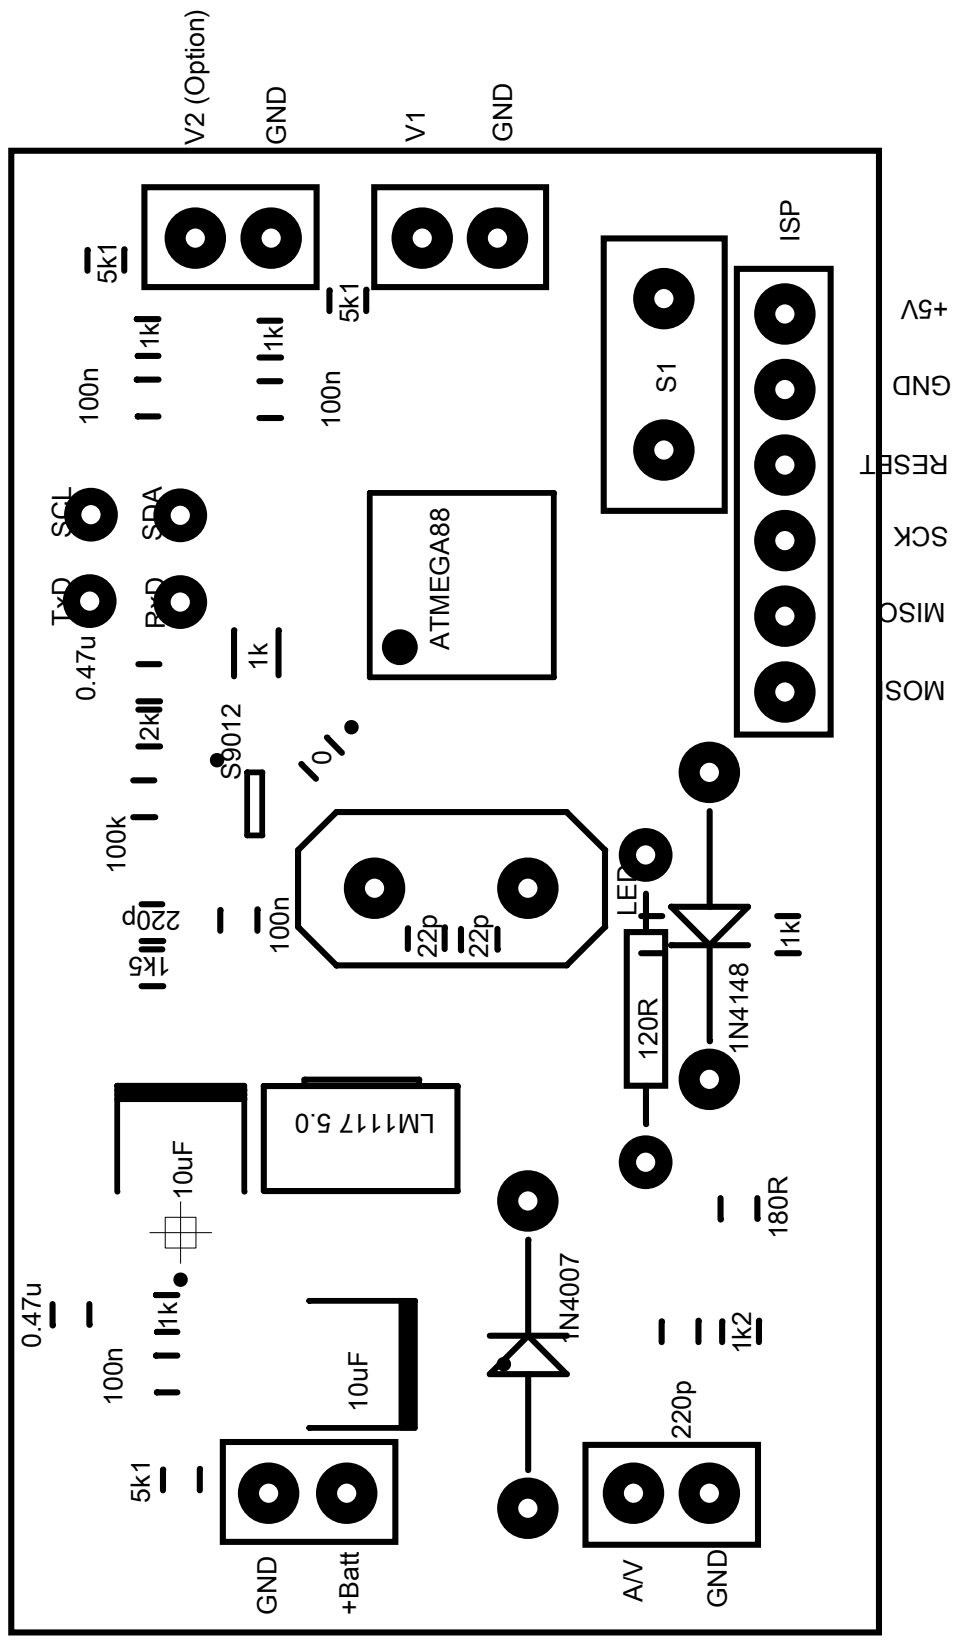 V2 (Option)
GND
V1
GND
ISP
5k1
5k1
1k
1k
100n
100n
S1
+5V
GND
RESET
SCK
MISO
MOSI
SCL
SDA
TxD
RxD
ATMEGA88
0.47u
1k
2k
S9012
0
100k
220p
1k5
100n
22p
22p
LED
120R
1N4148
1k
LM1117 5.0
10uF
180R
0.47u
1k
100n
10uF
1N4007
1k2
220p
5k1
GND
+Batt
A/V
GND